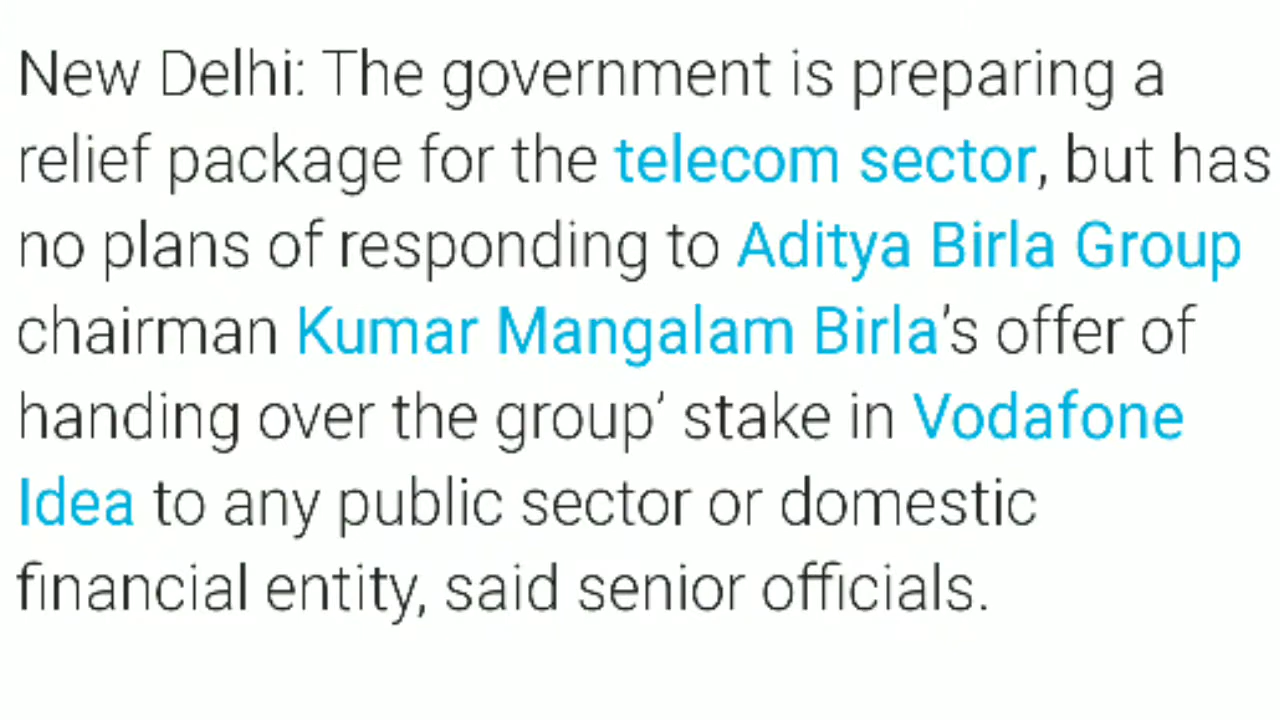 New Delhi: The government is preparing a
relief package for the telecom sector, but has
no plans of responding to Aditya Birla Group
chairman Kumar Mangalam Birla's offer of
handing over the group' stake in Vodafone
Idea to any public sector or domestic
financial entity, said senior officials.